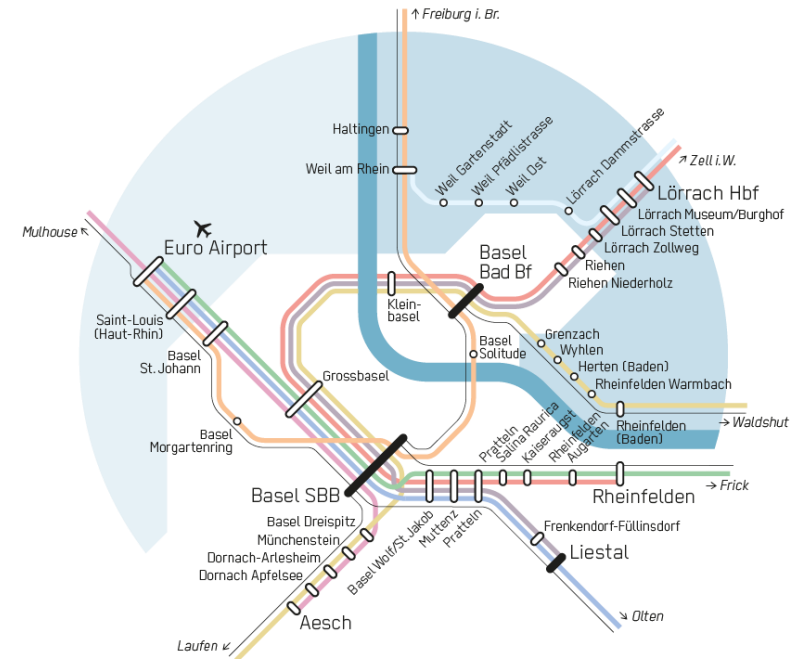 ↑ Freiburg i. Br.
Haltingen
Weil am Rhein
Weil Gartenstadt
Weil Pfädlistrasse
Weil Ost
Lörrach Dammstrasse
↗ Zell i.W.
Lörrach Hbf
Lörrach Museum/Burghof
Lörrach Stetten
Lörrach Zollweg
Riehen
Riehen Niederholz
Mulhouse ↖
Euro Airport
Saint-Louis
(Haut-Rhin)
Basel
St. Johann
Basel
Bad Bf
Klein-
basel
Basel
Solitude
Grenzach
Wyhlen
Herten (Baden)
Rheinfelden Warmbach
Rheinfelden
(Baden)
→ Waldshut
Grossbasel
Basel
Morgartenring
Basel SBB
Pratteln
Salina Raurica
Kaiseraugst
Rheinfelden
Augarten
Rheinfelden
→ Frick
Basel Dreispitz
Münchenstein
Dornach-Arlesheim
Dornach Apfelsee
Aesch
Laufen ↙
Basel Wolf/St. Jakob
Muttenz
Pratteln
Frenkendorf-Füllinsdorf
Liestal
↘ Olten